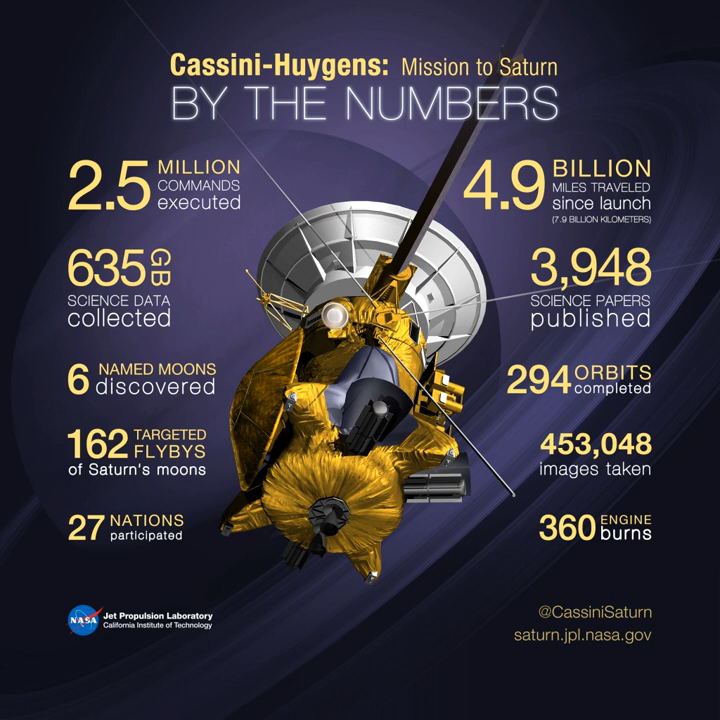 Cassini-Huygens: Mission to Saturn
BY THE NUMBERS
2.5 MILLION
COMMANDS
executed
635 GB
SCIENCE DATA
collected
6 NAMED MOONS
discovered
162 TARGETED
FLYBYS
of Saturn's moons
27 NATIONS
participated
4.9 BILLION
MILES TRAVELED
since launch
(7.9 BILLION KILOMETERS)
3,948
SCIENCE PAPERS
published
294 ORBITS
completed
453,048
images taken
360 ENGINE
burns
NASA
Jet Propulsion Laboratory
California Institute of Technology
@CassiniSaturn
saturn.jpl.nasa.gov